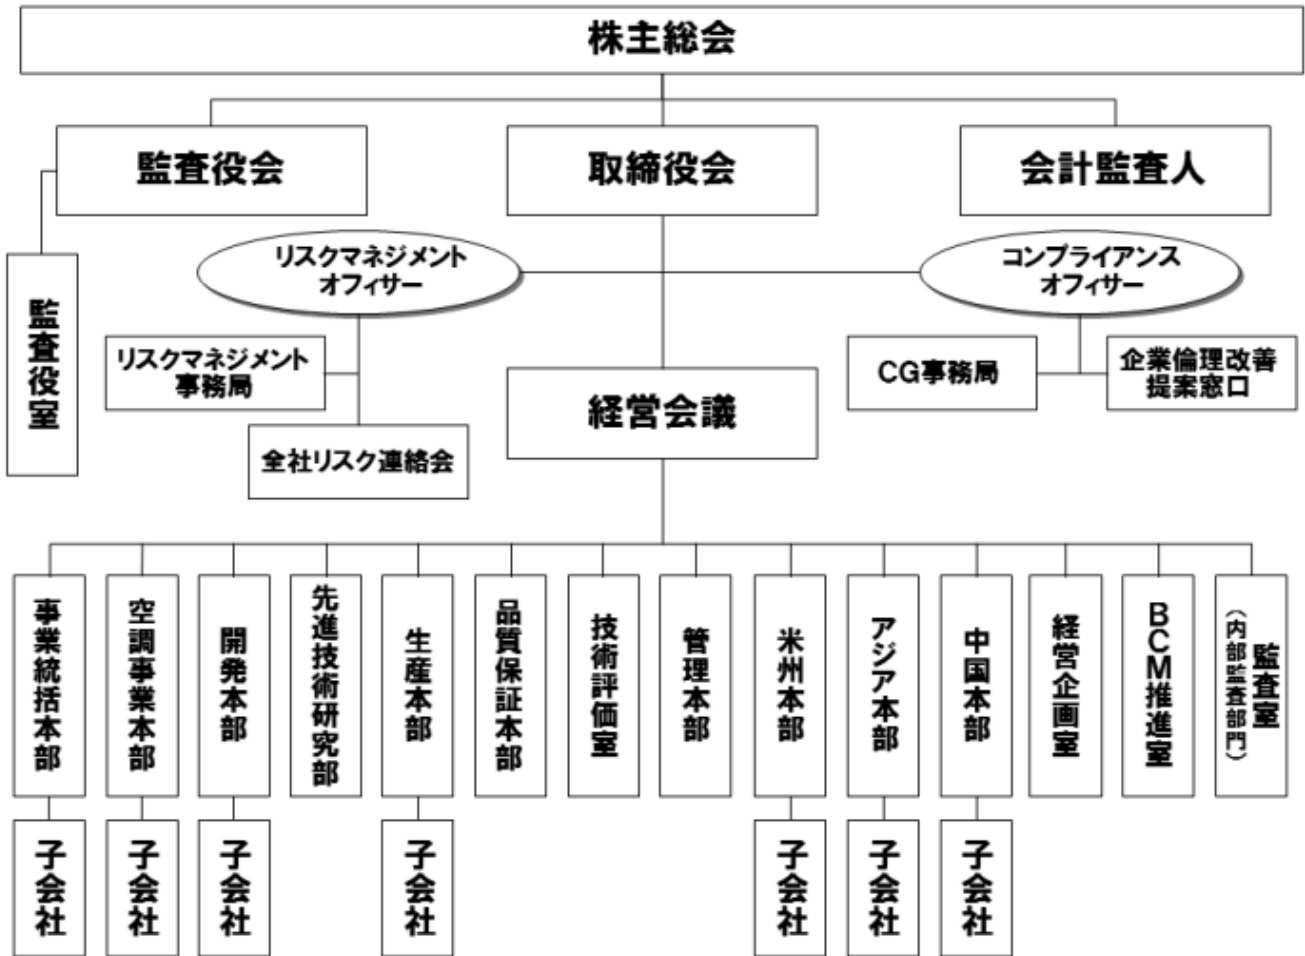 株主総会
監査役会
取締役会
会計監査人
リスクマネジメント
オフィサー
コンプライアンス
オフィサー
監査役室
リスクマネジメント
事務局
全社リスク連絡会
経営会議
CG事務局
企業倫理改善
提案窓口
事業統括本部
空調事業本部
開発本部
先進技術研究部
生産本部
品質保証本部
技術評価室
管理本部
米州本部
アジア本部
中国本部
経営企画室
BCM推進室
監査室
（内部監査部門）
子会社
子会社
子会社
子会社
子会社
子会社
子会社